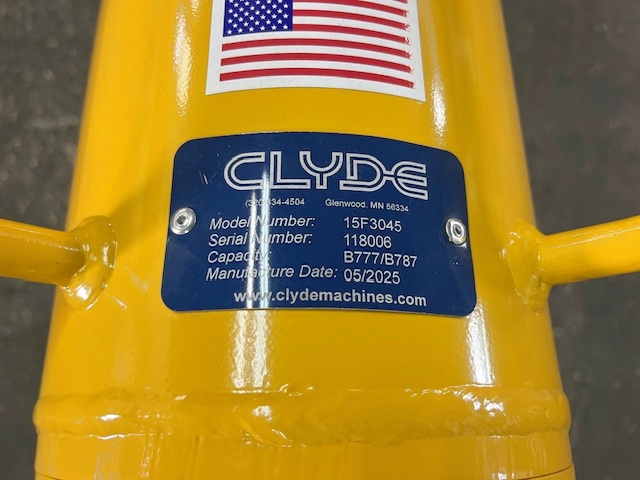 CLYDE
Glenwood, MN 56334
Model Number: 15F3045
Serial Number: 118006
Capacity: B777/B787
Manufacture Date: 05/2025
www.clydemachines.com